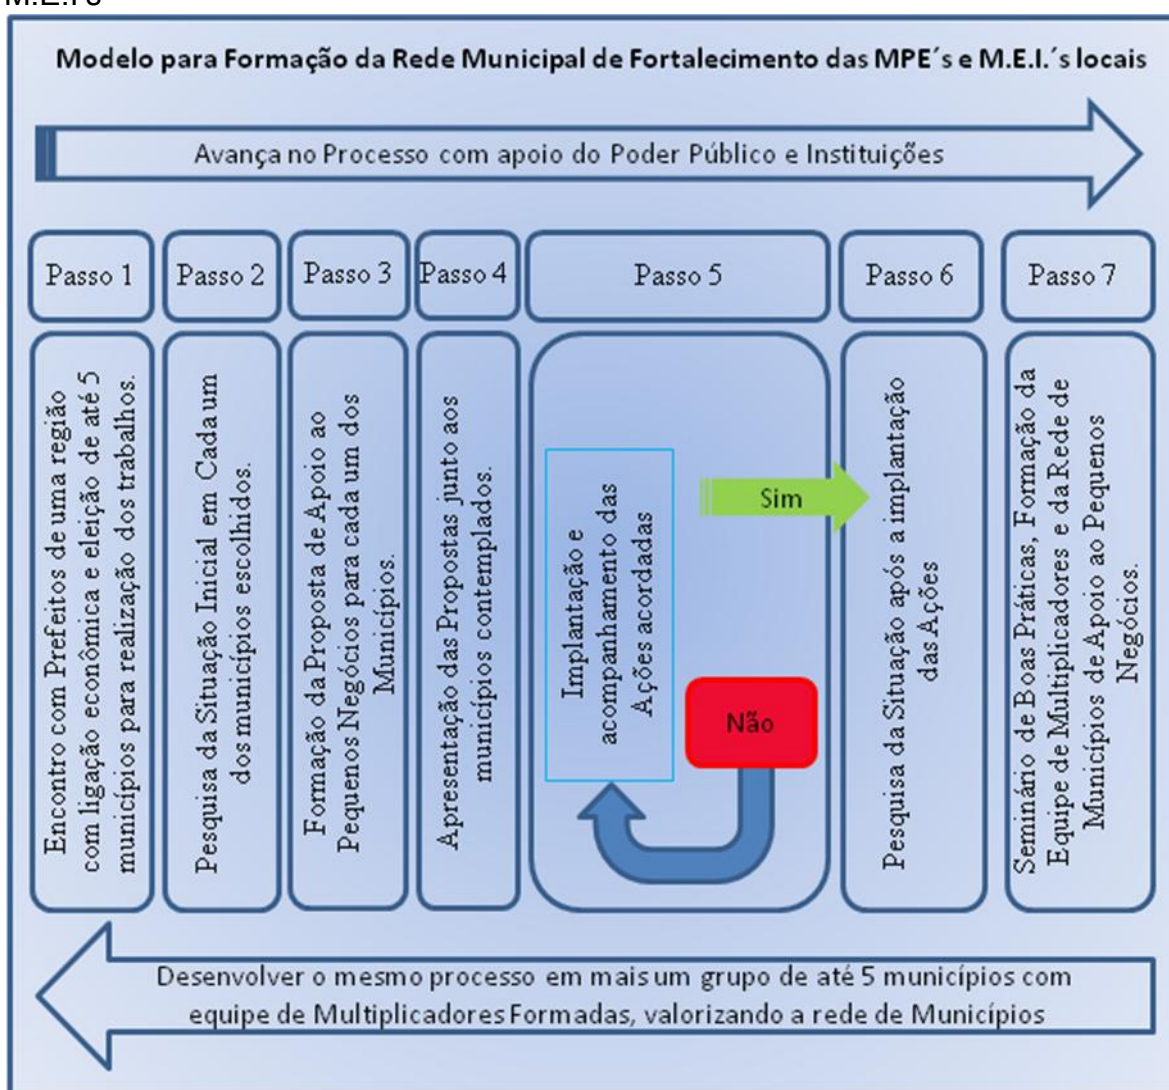 M.E.I's
Modelo para Formação da Rede Municipal de Fortalecimento das MPE´s e M.E.I.´s locais
Avança no Processo com apoio do Poder Público e Instituições
Passo 1
Passo 2
Passo 3
Passo 4
Passo 5
Passo 6
Passo 7
Encontro com Prefeitos de uma região
com ligação econômica e eleição de até 5
municípios para realização dos trabalhos.
Pesquisa da Situação Inicial em Cada um
dos municípios escolhidos.
Formação da Proposta de Apoio ao
Pequenos Negócios para cada um dos
Municípios.
Apresentação das Propostas junto aos
municípios contemplados.
Implantação e
acompanhamento das
Ações acordadas
Sim
Não
Pesquisa da Situação após a implantação
das Ações
Seminário de Boas Práticas, Formação da
Equipe de Multiplicadores e da Rede de
Municípios de Apoio ao Pequenos
Negócios.
Desenvolver o mesmo processo em mais um grupo de até 5 municípios com
equipe de Multiplicadores Formadas, valorizando a rede de Municípios